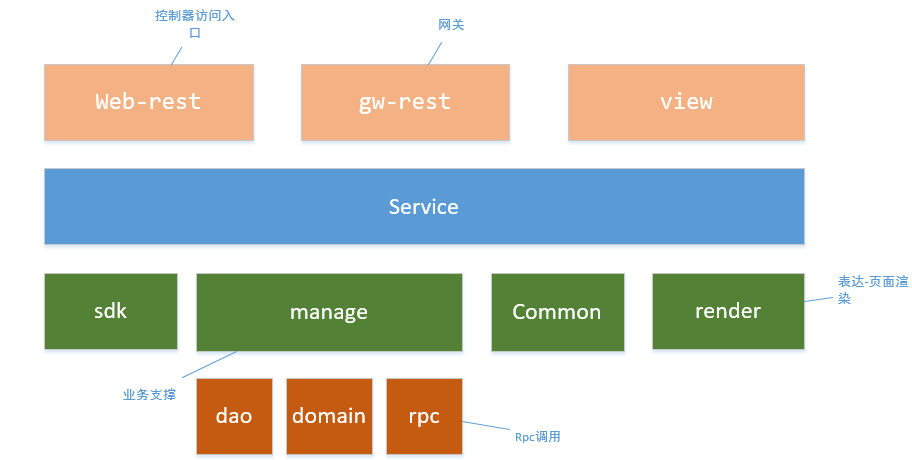 控制器访问入
口
网关
Web-rest
gw-rest
view
Service
sdk
manage
Common
render
表达-页面渲
染
业务支撑
dao
domain
rpc
Rpc调用